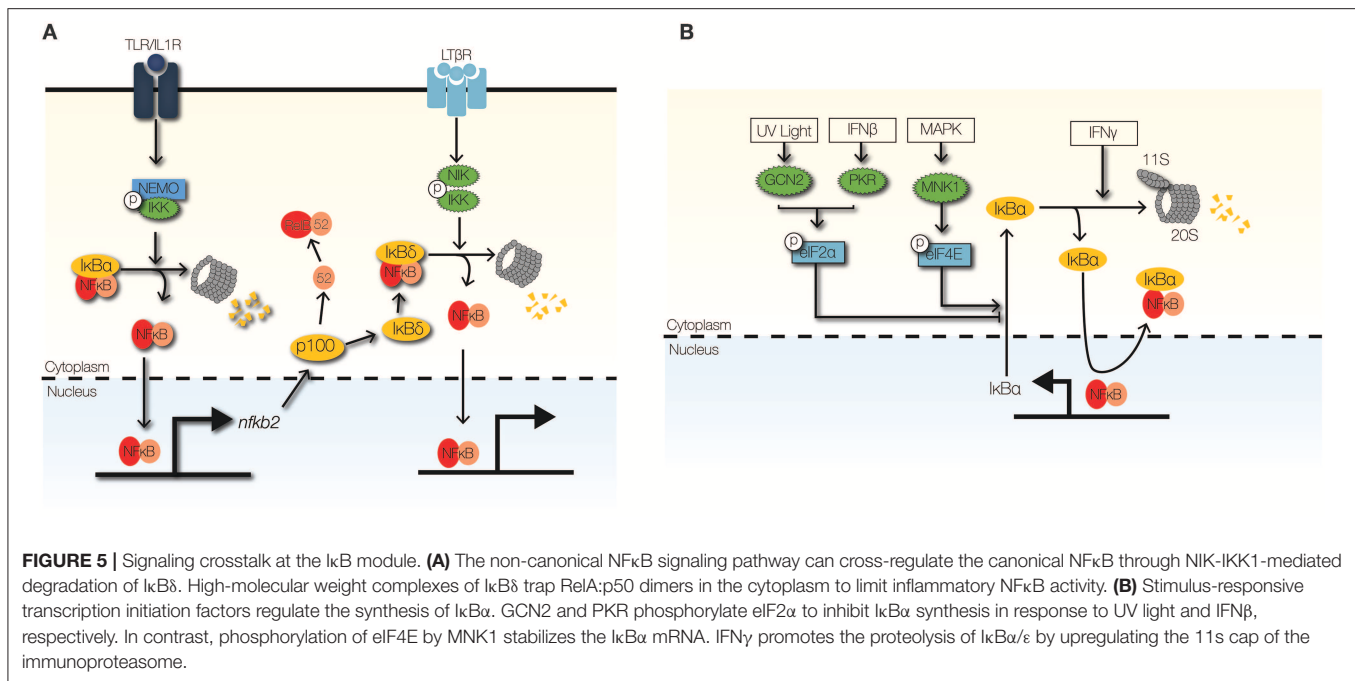 A
TLR/IL1R
LTβR
NEMO
P
IKK
NIK
P
IKK
RelB 52
52
IκBα
NFκB
IκBδ
NFκB
NFκB
p100
IκBδ
NFκB
Cytoplasm
Nucleus
nfkb2
NFκB
NFκB
B
UV Light
IFNβ
MAPK
IFNγ
11S
GCN2
PKR
MNK1
IκBα
20S
P
eIF2α
P
eIF4E
IκBα
IκBα
NFκB
Cytoplasm
Nucleus
IκBα
NFκB
FIGURE 5 | Signaling crosstalk at the IκB module. (A) The non-canonical NFκB signaling pathway can cross-regulate the canonical NFκB through NIK-IKK1-mediated
degradation of IκBδ. High-molecular weight complexes of IκBδ trap RelA:p50 dimers in the cytoplasm to limit inflammatory NFκB activity. (B) Stimulus-responsive
transcription initiation factors regulate the synthesis of IκBα. GCN2 and PKR phosphorylate eIF2α to inhibit IκBα synthesis in response to UV light and IFNβ,
respectively. In contrast, phosphorylation of eIF4E by MNK1 stabilizes the IκBα mRNA. IFNγ promotes the proteolysis of IκBα/ε by upregulating the 11s cap of the
immunoproteasome.